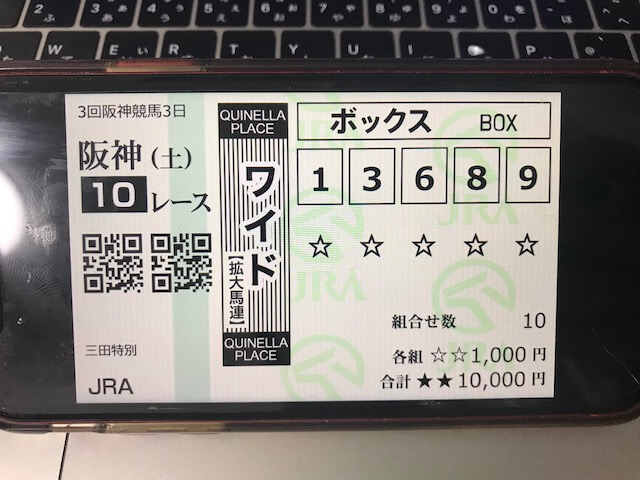 3回阪神競馬3日
阪神(土)
10レース
三田特別
JRA
QUINELLA
PLACE
ワイド
【拡大馬連】
QUINELLA
PLACE
ボックス BOX
1 3 6 8 9
☆ ☆ ☆ ☆ ☆
組合せ数 10
各組 ☆☆1,000円
合計 ★★10,000円
JRA
JRA
W E R T Y U I O P